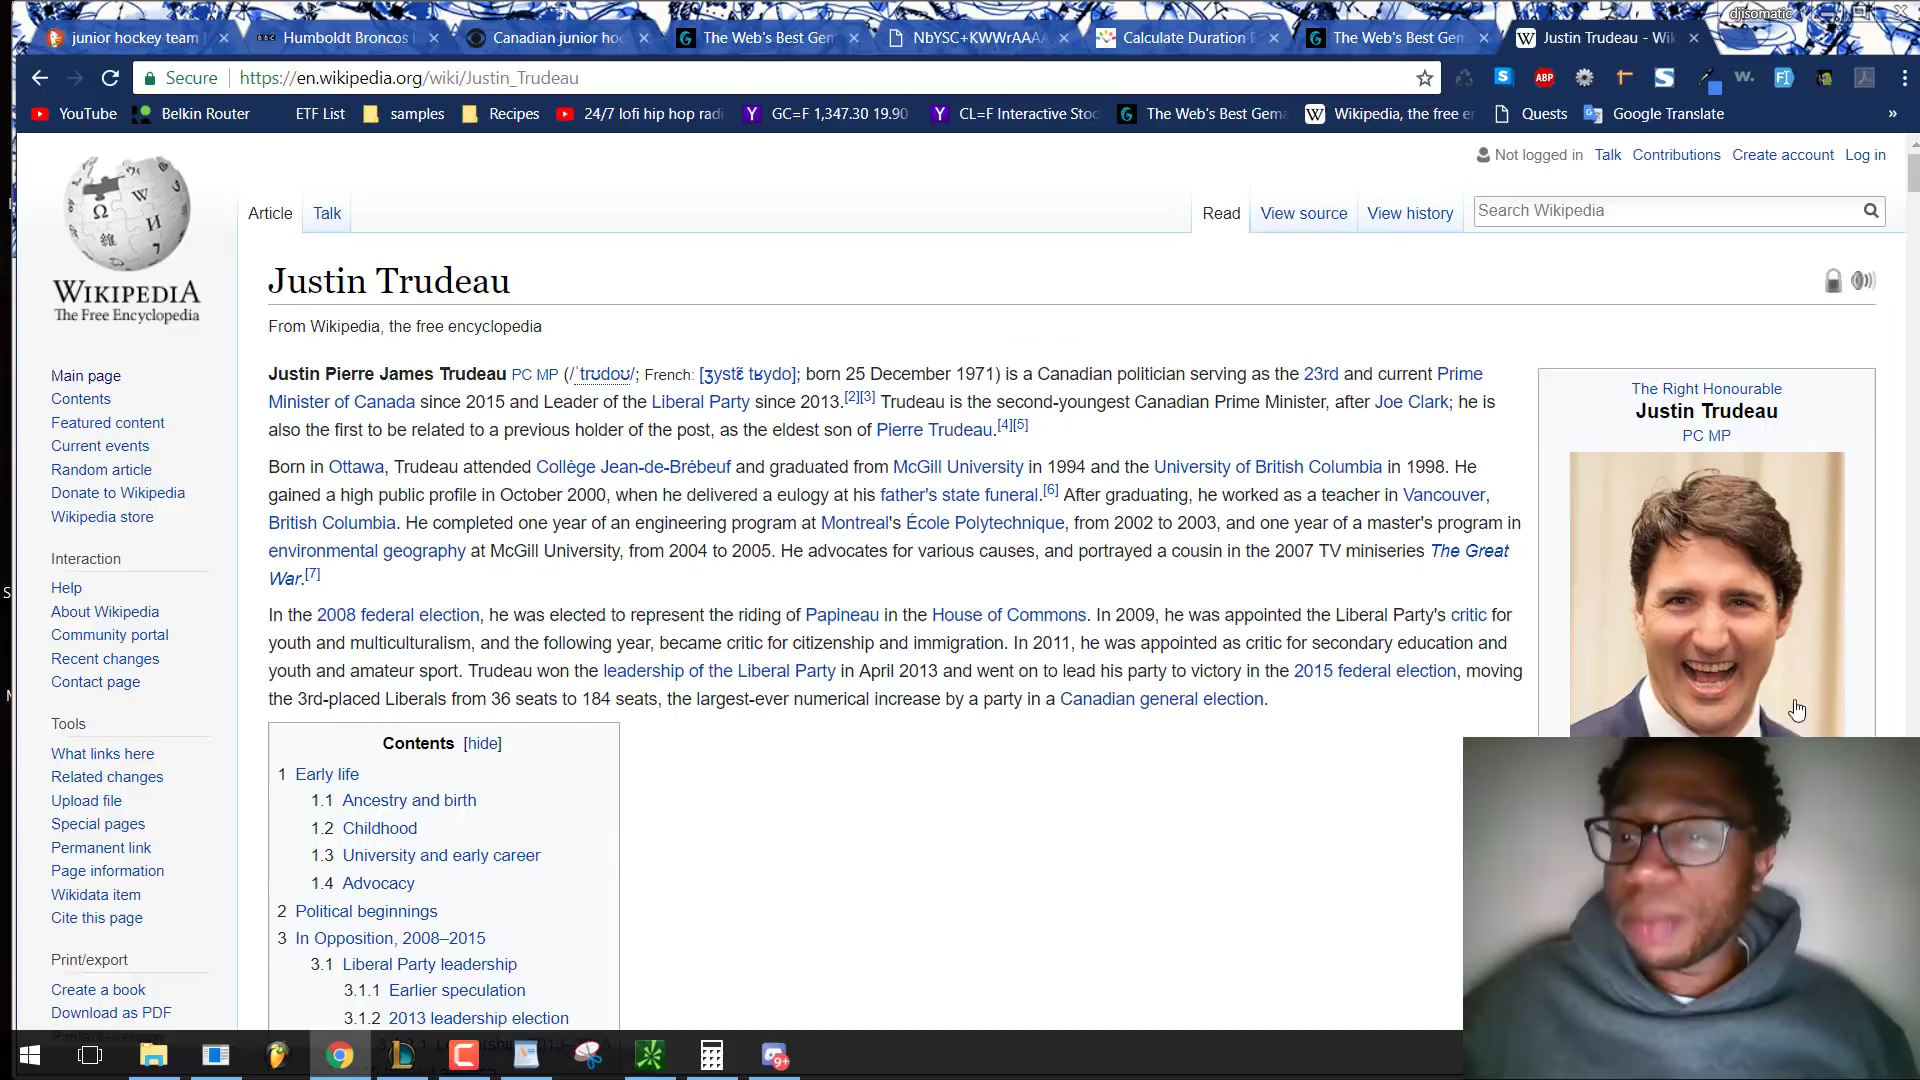 djisomatic
junior hockey team
Humboldt Broncos
Canadian junior ho
The Web's Best Gem
NbYSC+KWWrAAA
Calculate Duration
The Web's Best Gem
Justin Trudeau - Wik
Secure
https://en.wikipedia.org/wiki/Justin_Trudeau
YouTube
Belkin Router
ETF List
samples
Recipes
24/7 lofi hip hop radi
GC=F 1,347.30 19.90
CL=F Interactive Stoc
The Web's Best Gema
Wikipedia, the free e
Quests
Google Translate
»
Not logged in Talk Contributions Create account Log in
WIKIPEDIA
The Free Encyclopedia
Article Talk
Read View source View history
Search Wikipedia
Justin Trudeau
From Wikipedia, the free encyclopedia
Justin Pierre James Trudeau PC MP (/ˈtruːdoʊ/; French: [ʒystɛ̃ tʁydo]; born 25 December 1971) is a Canadian politician serving as the 23rd and current Prime
Minister of Canada since 2015 and Leader of the Liberal Party since 2013.[2][3] Trudeau is the second-youngest Canadian Prime Minister, after Joe Clark; he is
also the first to be related to a previous holder of the post, as the eldest son of Pierre Trudeau.[4][5]
Born in Ottawa, Trudeau attended Collège Jean-de-Brébeuf and graduated from McGill University in 1994 and the University of British Columbia in 1998. He
gained a high public profile in October 2000, when he delivered a eulogy at his father's state funeral.[6] After graduating, he worked as a teacher in Vancouver,
British Columbia. He completed one year of an engineering program at Montreal's École Polytechnique, from 2002 to 2003, and one year of a master's program in
environmental geography at McGill University, from 2004 to 2005. He advocates for various causes, and portrayed a cousin in the 2007 TV miniseries The Great
War.[7]
In the 2008 federal election, he was elected to represent the riding of Papineau in the House of Commons. In 2009, he was appointed the Liberal Party's critic for
youth and multiculturalism, and the following year, became critic for citizenship and immigration. In 2011, he was appointed as critic for secondary education and
youth and amateur sport. Trudeau won the leadership of the Liberal Party in April 2013 and went on to lead his party to victory in the 2015 federal election, moving
the 3rd-placed Liberals from 36 seats to 184 seats, the largest-ever numerical increase by a party in a Canadian general election.
The Right Honourable
Justin Trudeau
PC MP
Main page
Contents
Featured content
Current events
Random article
Donate to Wikipedia
Wikipedia store
Interaction
Help
About Wikipedia
Community portal
Recent changes
Contact page
Tools
What links here
Related changes
Upload file
Special pages
Permanent link
Page information
Wikidata item
Cite this page
Print/export
Create a book
Download as PDF
Contents [hide]
1 Early life
1.1 Ancestry and birth
1.2 Childhood
1.3 University and early career
1.4 Advocacy
2 Political beginnings
3 In Opposition, 2008–2015
3.1 Liberal Party leadership
3.1.1 Earlier speculation
3.1.2 2013 leadership election
9+